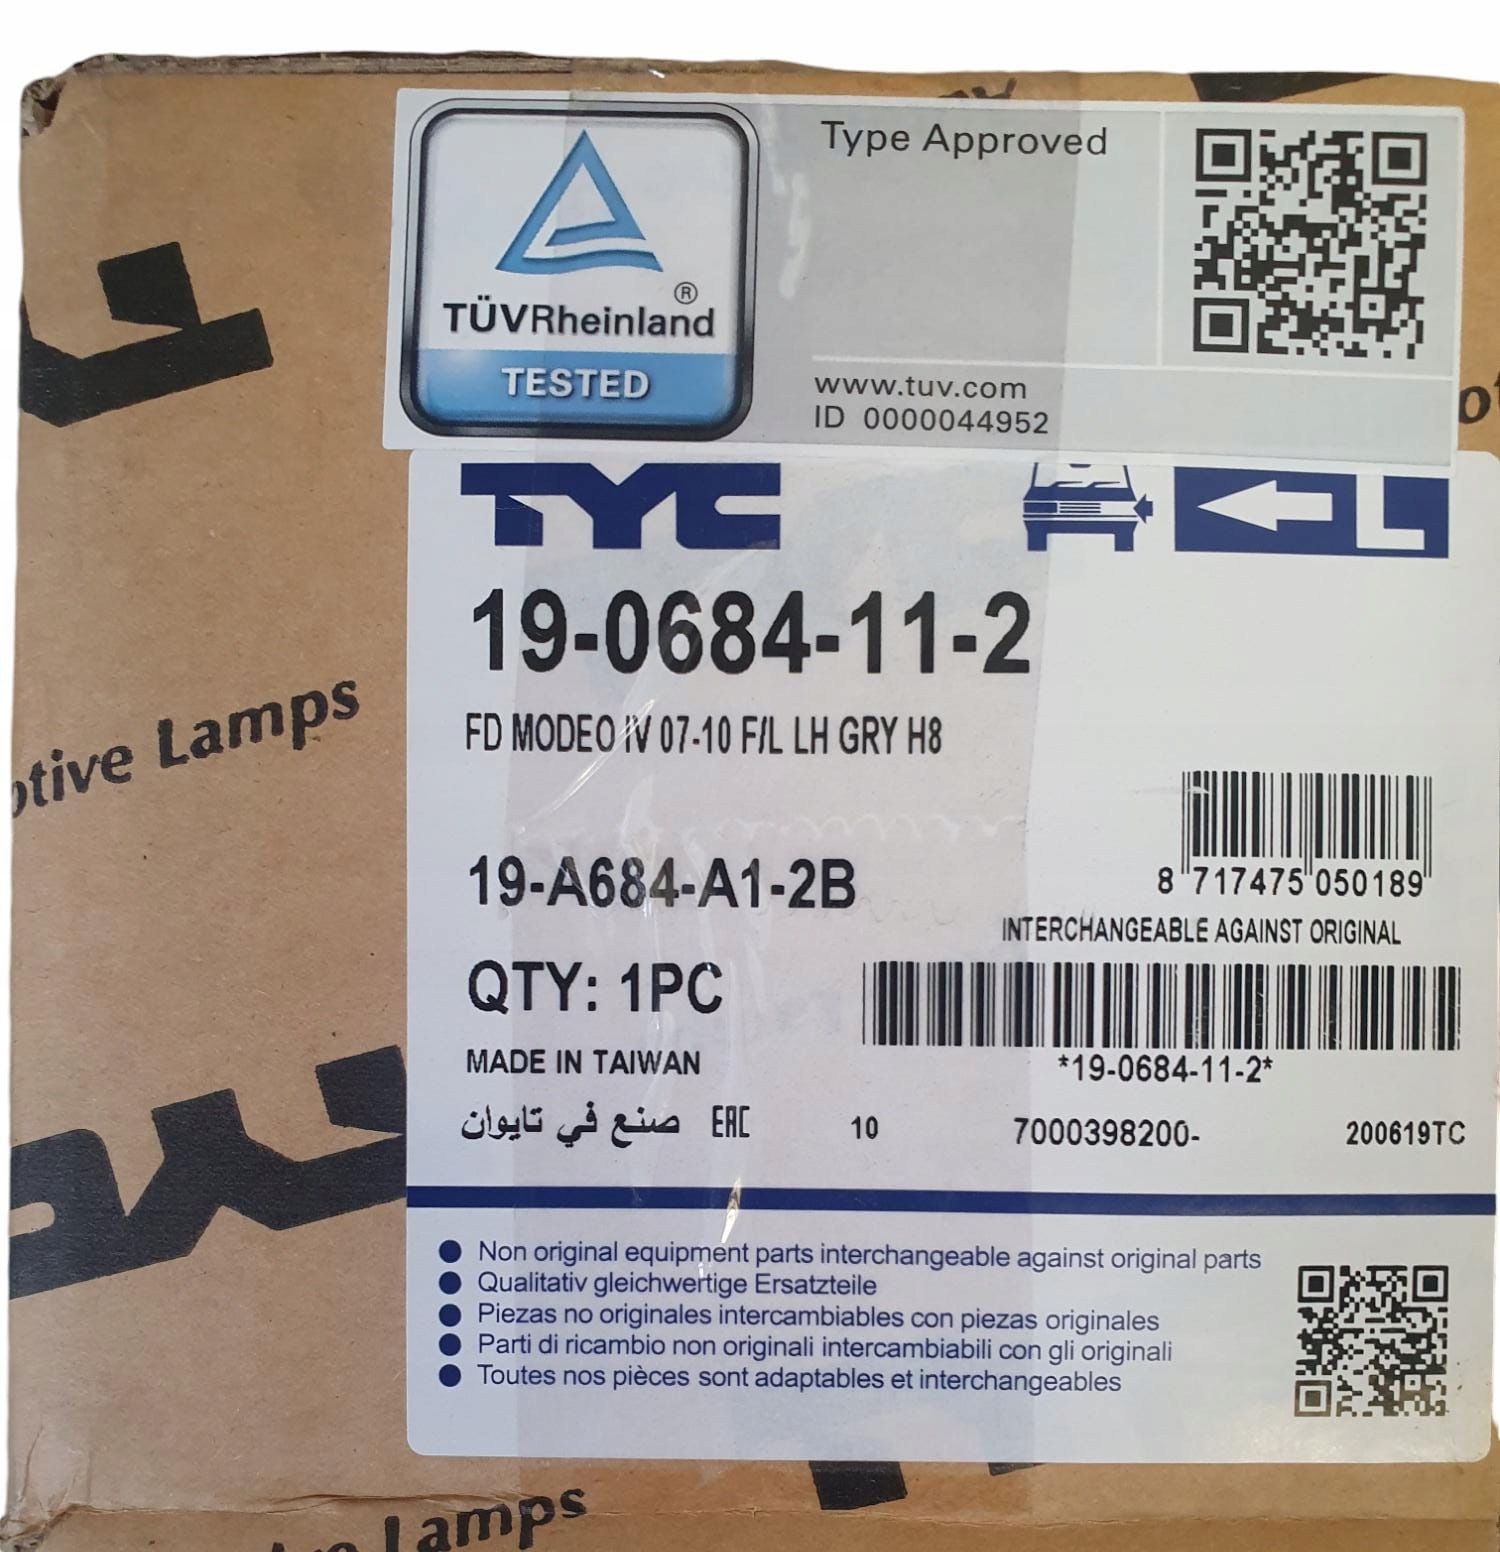 Type Approved
TÜVRheinland®
TESTED
www.tuv.com
ID 0000044952
TYC
L
19-0684-11-2
FD MODEO IV 07-10 F/L LH GRY H8
19-A684-A1-2B
8 717475 050189
INTERCHANGEABLE AGAINST ORIGINAL
QTY: 1PC
*19-0684-11-2*
MADE IN TAIWAN
صنع في تايوان EAC 10 7000398200- 200619TC
Non original equipment parts interchangeable against original parts
Qualitativ gleichwertige Ersatzteile
Piezas no originales intercambiables con piezas originales
Parti di ricambio non originali intercambiabili con gli originali
Toutes nos pièces sont adaptables et interchangeables
otive Lamps
Lamps